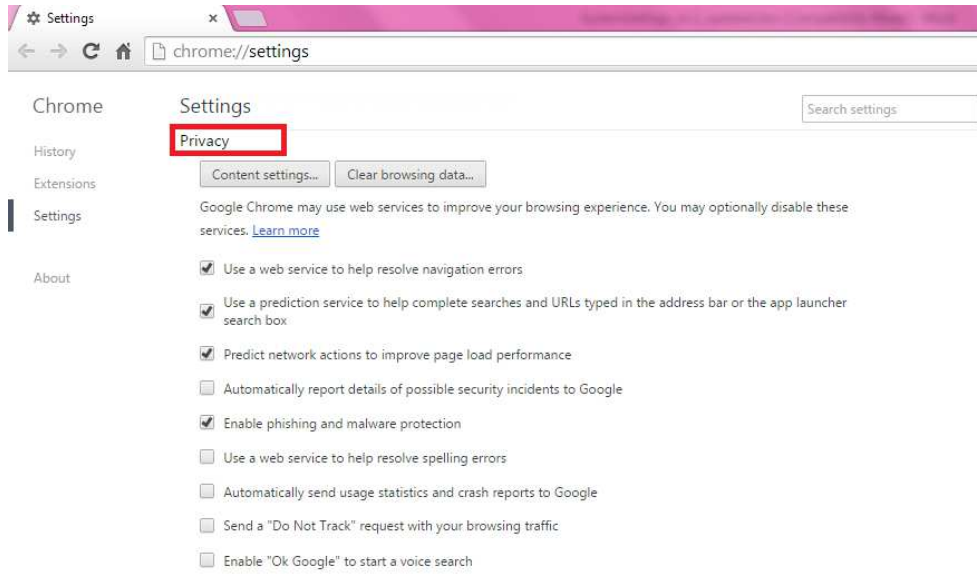 Settings
chrome://settings
Chrome
Settings
Search settings
Privacy
History
Content settings...
Clear browsing data...
Extensions
Settings
Google Chrome may use web services to improve your browsing experience. You may optionally disable these
services. Learn more
About
Use a web service to help resolve navigation errors
Use a prediction service to help complete searches and URLs typed in the address bar or the app launcher
search box
Predict network actions to improve page load performance
Automatically report details of possible security incidents to Google
Enable phishing and malware protection
Use a web service to help resolve spelling errors
Automatically send usage statistics and crash reports to Google
Send a "Do Not Track" request with your browsing traffic
Enable "Ok Google" to start a voice search